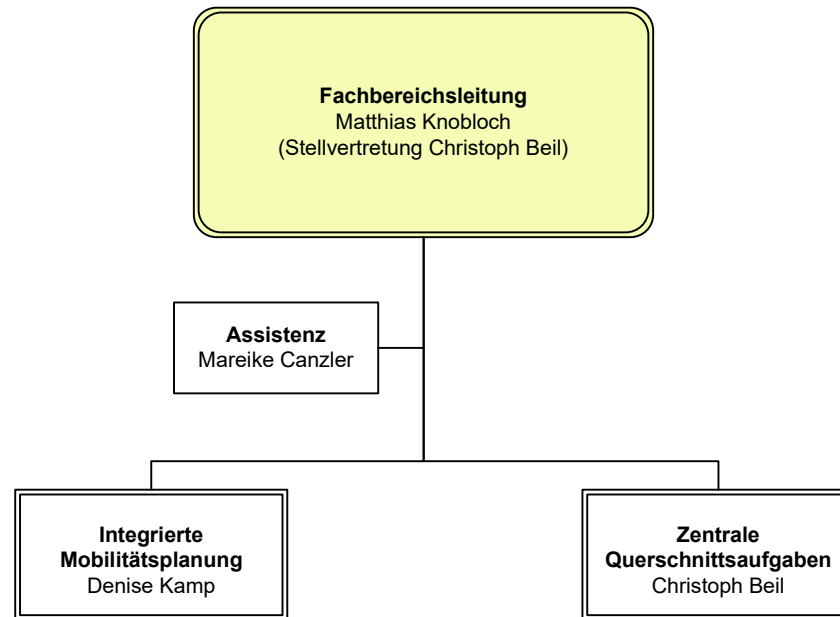 Fachbereichsleitung
Matthias Knobloch
(Stellvertretung Christoph Beil)
Assistenz
Mareike Canzler
Integrierte
Mobilitätsplanung
Denise Kamp
Zentrale
Querschnittsaufgaben
Christoph Beil